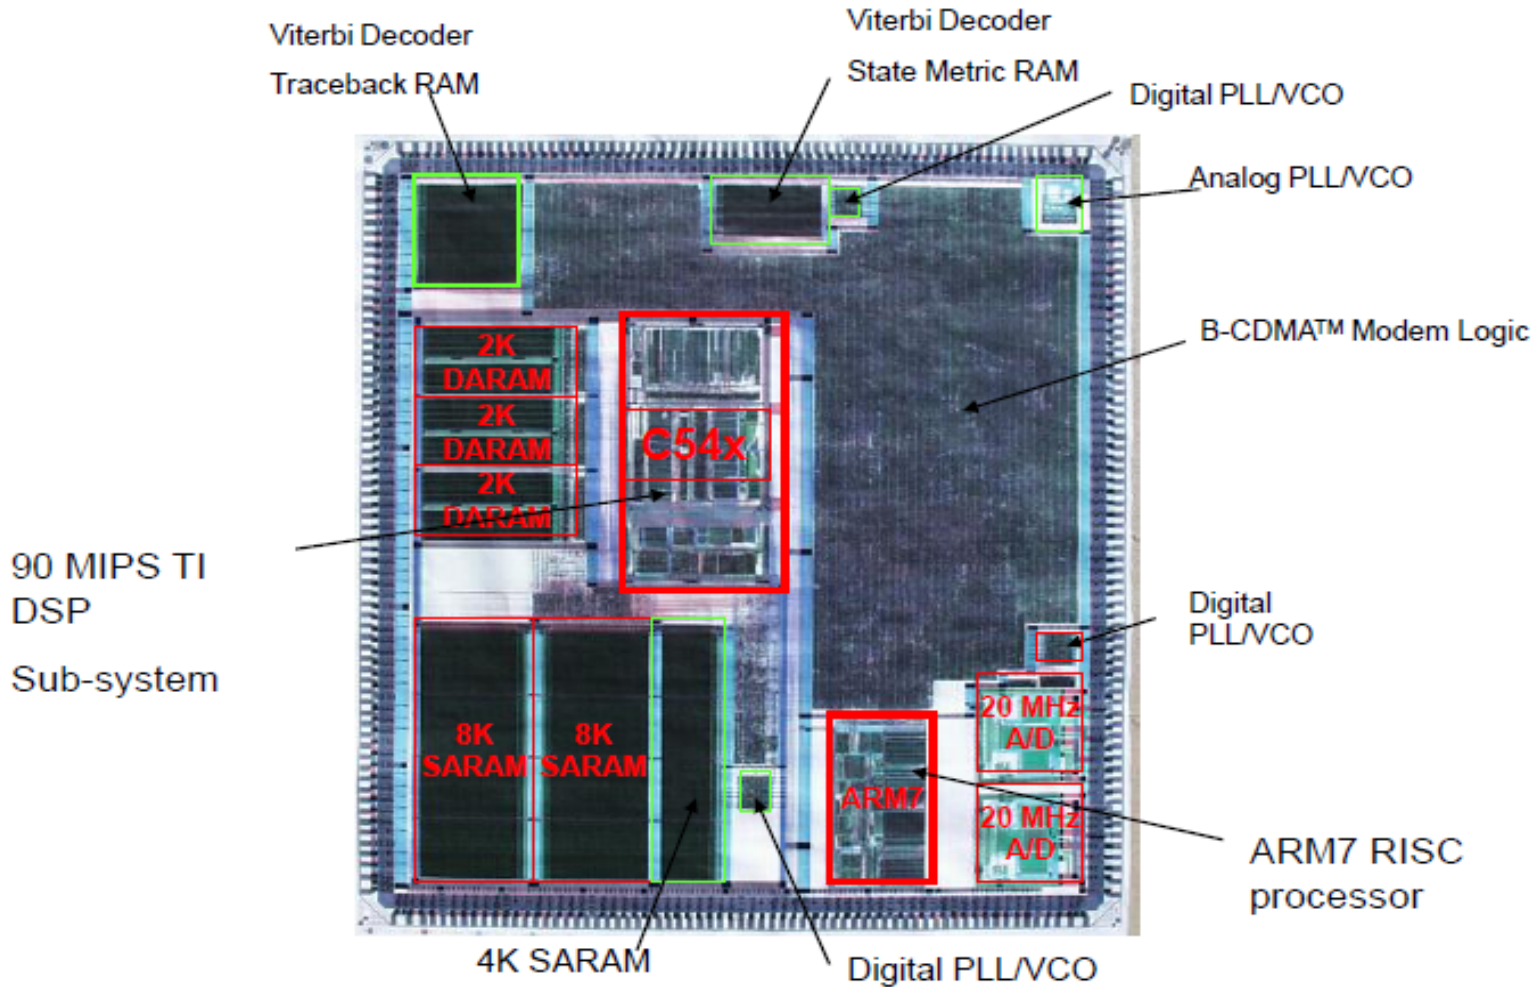 Viterbi Decoder
Traceback RAM
Viterbi Decoder
State Metric RAM
Digital PLL/VCO
Analog PLL/VCO
B-CDMA™ Modem Logic
2K
DARAM
2K
DARAM
2K
DARAM
C54x
90 MIPS TI
DSP
Sub-system
Digital
PLL/VCO
8K
SARAM
8K
SARAM
20 MHz
A/D
ARM7
20 MHz
A/D
ARM7 RISC
processor
4K SARAM
Digital PLL/VCO